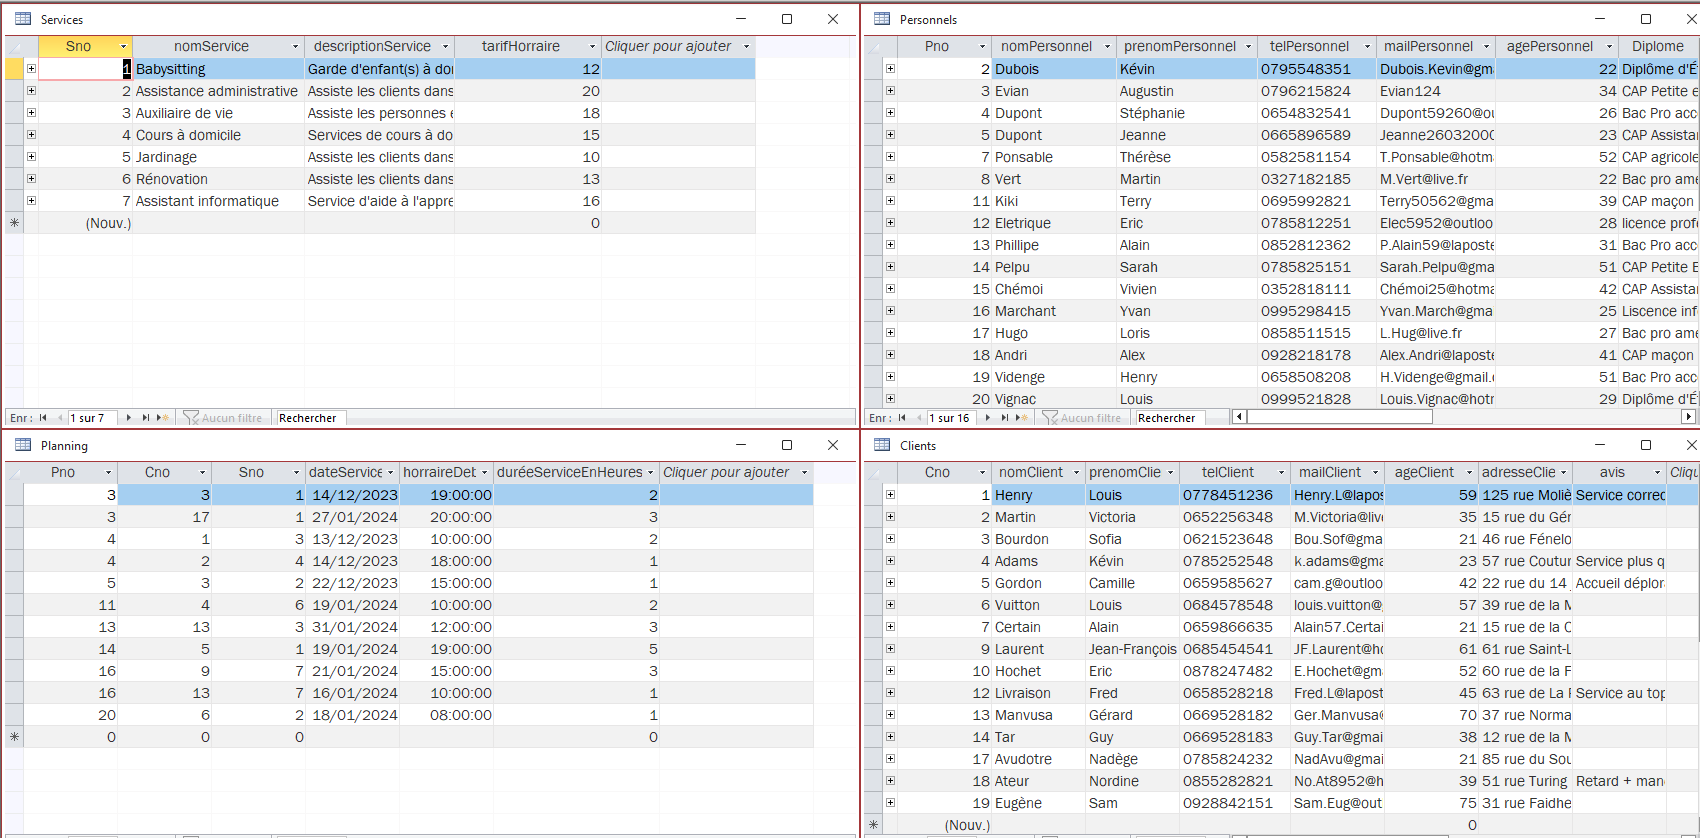 Services
Sno nomService descriptionService tarifHorraire Cliquer pour ajouter
1 Babysitting Garde d'enfant(s) à do 12
2 Assistance administrative Assiste les clients dans 20
3 Auxiliaire de vie Assiste les personnes 18
4 Cours à domicile Services de cours à do 15
5 Jardinage Assiste les clients dans 10
6 Rénovation Assiste les clients dans 13
7 Assistant informatique Service d'aide à l'appre 16
(Nouv.) 0
Enr : 1 sur 7 Aucun filtre Rechercher
Personnels
Pno nomPersonnel prenomPersonnel telPersonnel mailPersonnel agePersonnel Diplome
2 Dubois Kévin 0795548351 Dubois.Kevin@gm 22 Diplôme d'É
3 Evian Augustin 0796215824 Evian124 34 CAP Petite e
4 Dupont Stéphanie 0654832541 Dupont59260@ou 26 Bac Pro acc
5 Dupont Jeanne 0665896589 Jeanne26032000 23 CAP Assista
7 Ponsable Thérèse 0582581154 T.Ponsable@hotm 52 CAP agricole
8 Vert Martin 0327182185 M.Vert@live.fr 22 Bac pro amé
11 Kiki Terry 0695992821 Terry50562@gma 39 CAP maçon
12 Eletrique Eric 0785812251 Elec5952@outloo 28 licence prof
13 Phillipe Alain 0852812362 P.Alain59@laposte 31 Bac Pro acc
14 Pelpu Sarah 0785825151 Sarah.Pelpu@gma 51 CAP Petite E
15 Chémoi Vivien 0352818111 Chémoi25@hotma 42 CAP Assista
16 Marchant Yvan 0995298415 Yvan.March@gma 25 Liscence inf
17 Hugo Loris 0858511515 L.Hug@live.fr 27 Bac pro amé
18 Andri Alex 0928218178 Alex.Andri@laposte 41 CAP maçon
19 Videnge Henry 0658508208 H.Videnge@gmail. 51 Bac Pro acc
20 Vignac Louis 0999521828 Louis.Vignac@hotr 29 Diplôme d'É
Enr : 1 sur 16 Aucun filtre Rechercher
Planning
Pno Cno Sno dateService horraireDeb duréeServiceEnHeures Cliquer pour ajouter
3 3 1 14/12/2023 19:00:00 2
3 17 1 27/01/2024 20:00:00 3
4 1 3 13/12/2023 10:00:00 2
4 2 4 14/12/2023 18:00:00 1
5 3 2 22/12/2023 15:00:00 1
11 4 6 19/01/2024 10:00:00 2
13 13 3 31/01/2024 12:00:00 3
14 5 1 19/01/2024 19:00:00 5
16 9 7 21/01/2024 15:00:00 3
16 13 7 16/01/2024 10:00:00 1
20 6 2 18/01/2024 08:00:00 1
0 0 0 0
Clients
Cno nomClient prenomClie telClient mailClient ageClient adresseClie avis Cliqu
1 Henry Louis 0778451236 Henry.L@lapos 59 125 rue Moliè Service correc
2 Martin Victoria 0652256348 M.Victoria@liv 35 15 rue du Gér
3 Bourdon Sofia 0621523648 Bou.Sof@gma 21 46 rue Fénelo
4 Adams Kévin 0785252548 k.adams@gma 23 57 rue Coutur Service plus q
5 Gordon Camille 0659585627 cam.g@outloo 42 22 rue du 14 Accueil déplor
6 Vuitton Louis 0684578548 louis.vuitton@ 57 39 rue de la M
7 Certain Alain 0659866635 Alain57.Certai 21 15 rue de la C
9 Laurent Jean-François 0685454541 JF.Laurent@h 61 61 rue Saint-L
10 Hochet Eric 0878247482 E.Hochet@gm 52 60 rue de la F
12 Livraison Fred 0658528218 Fred.L@lapost 45 63 rue de La F Service au top
13 Manvusa Gérard 0669528182 Ger.Manvusa 70 37 rue Norma
14 Tar Guy 0669528183 Guy.Tar@gmai 38 12 rue de la M
17 Avudotre Nadège 0785824232 NadAvu@gmai 21 85 rue du Sou
18 Ateur Nordine 0855282821 No.At8952@h 39 51 rue Turing Retard + man
19 Eugène Sam 0928842151 Sam.Eug@out 75 31 rue Faidhe
(Nouv.) 0